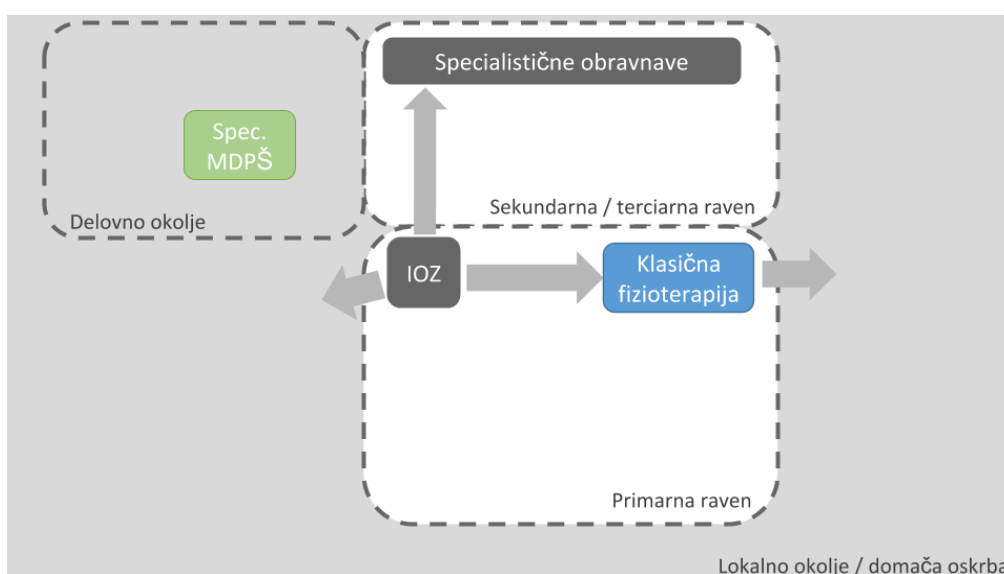 Specialistične obravnave
Spec.
MDPŠ
Sekundarna / terciarna raven
Delovno okolje
IOZ
Klasična
fizioterapija
Primarna raven
Lokalno okolje / domača oskrba